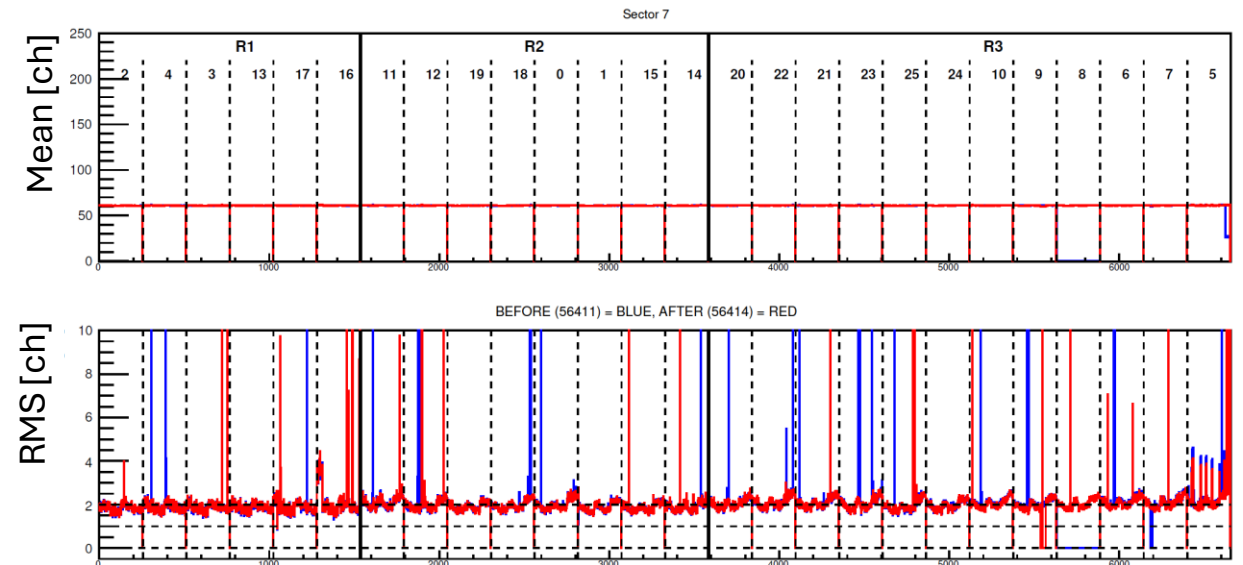 Sector 7
Mean [ch]
250
200
150
100
50
0
R1 R2 R3
2 4 3 13 17 16 11 12 19 18 0 1 15 14 20 22 21 23 25 24 10 9 8 6 7 5
0 1000 2000 3000 4000 5000 6000
BEFORE (56411) = BLUE, AFTER (56414) = RED
RMS [ch]
10
8
6
4
2
0
0 1000 2000 3000 4000 5000 6000